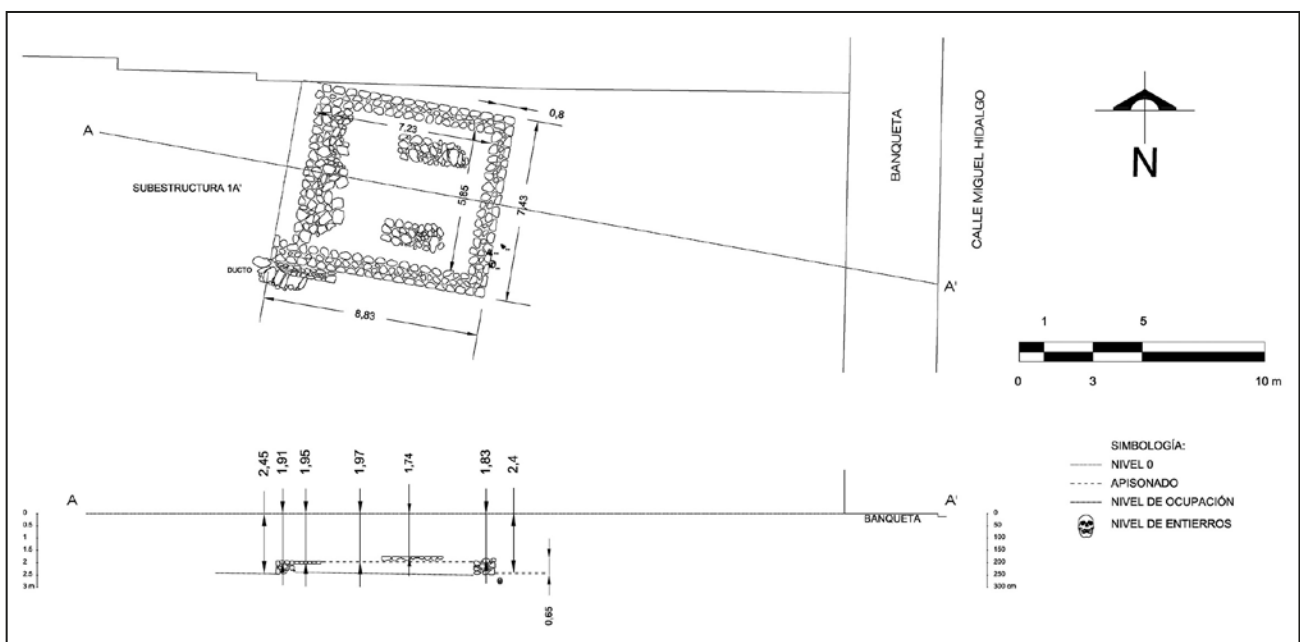 BANQUETA
CALLE MIGUEL HIDALGO
N
A
SUBESTRUCTURA 1A'
DUCTO
0,8
7,23
5,65
7,43
8,83
A'
1 5
0 3 10 m
SIMBOLOGÍA:
NIVEL 0
APISONADO
NIVEL DE OCUPACIÓN
NIVEL DE ENTIERROS
2,45 1,91 1,95 1,97 1,74 1,83 2,4
A A'
BANQUETA
0
0.5
1
1.5
2
2.5
3 m
0,65
0
50
100
150
200
250
300 cm